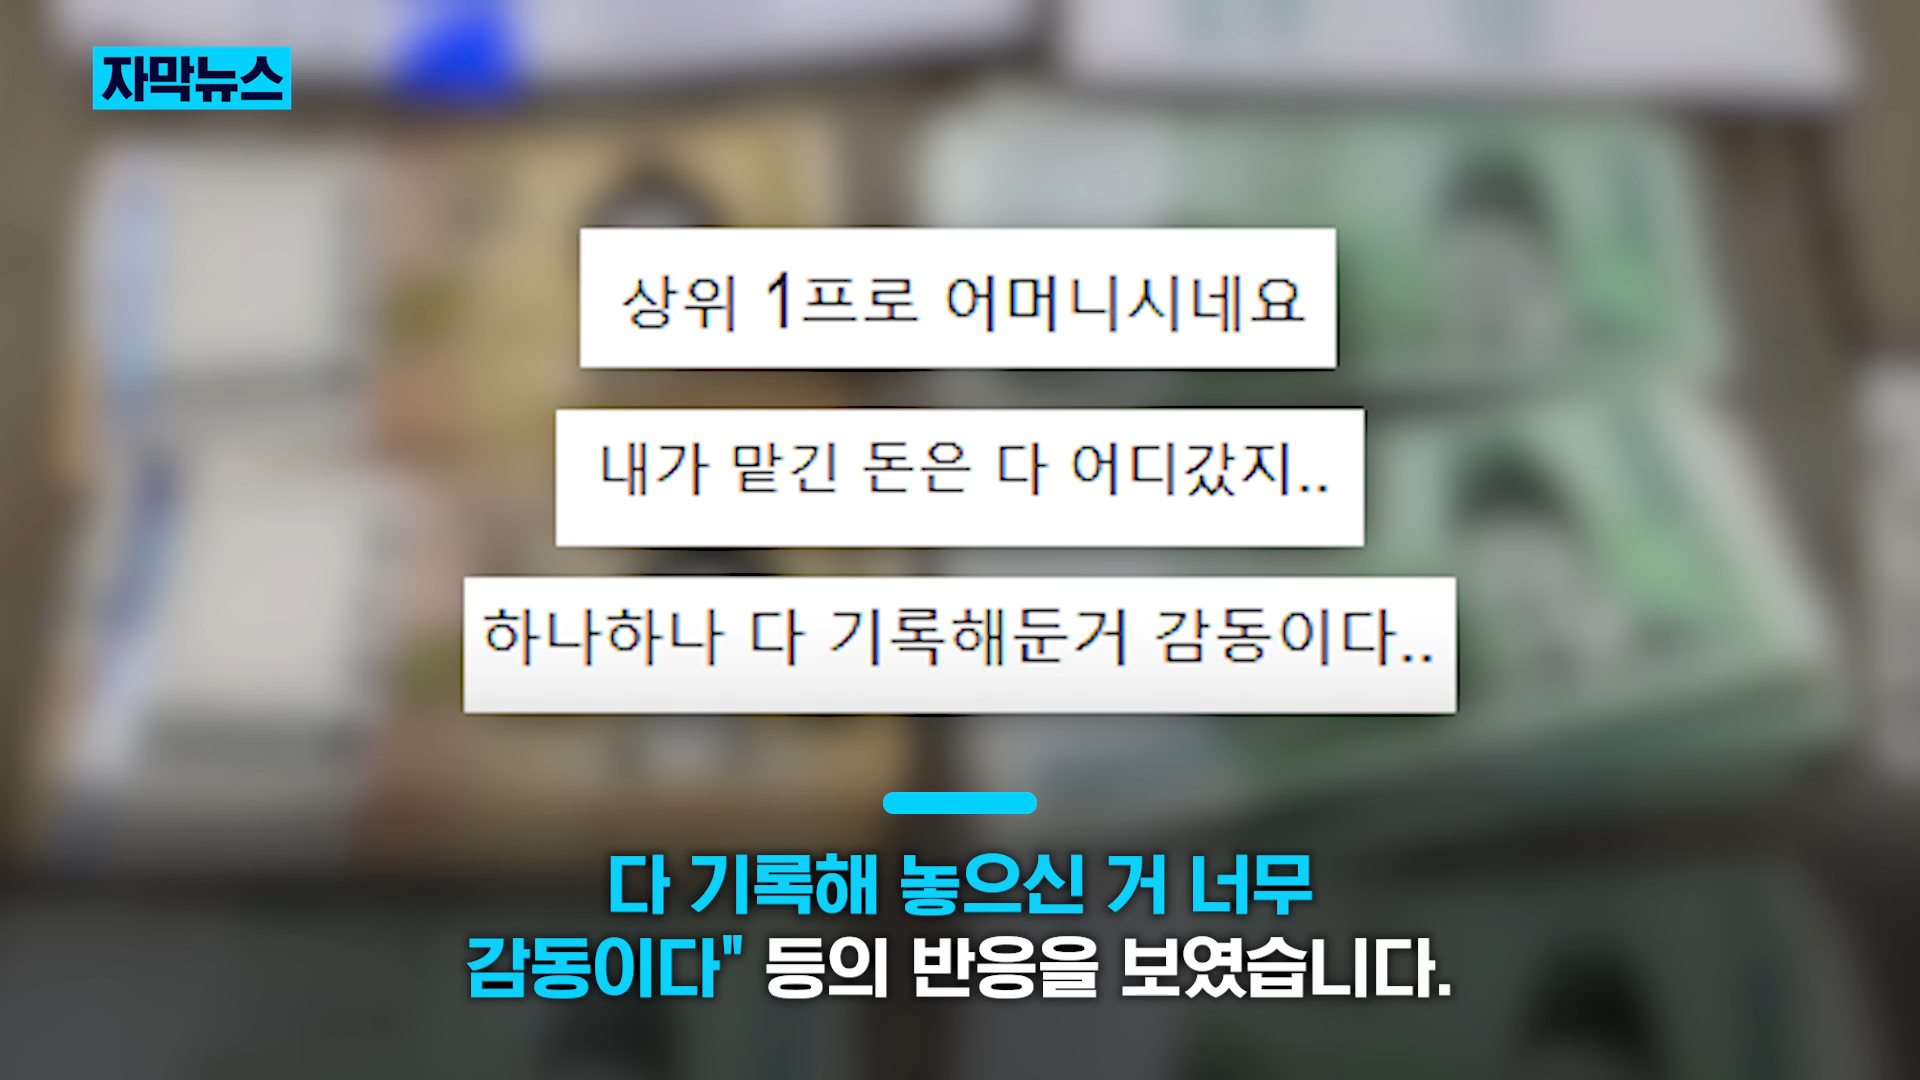 자막뉴스
상위 1프로 어머니시네요
내가 맡긴 돈은 다 어디갔지..
하나하나 다 기록해둔거 감동이다..
다 기록해 놓으신 거 너무
감동이다" 등의 반응을 보였습니다.